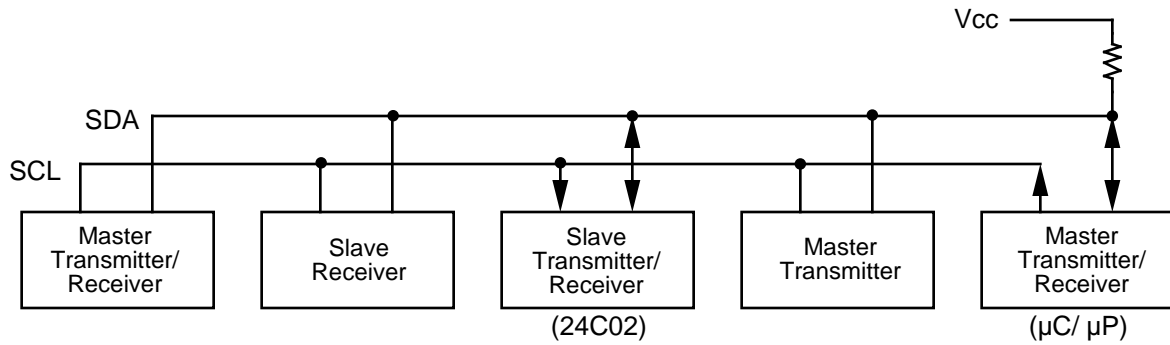 Vcc
SDA
SCL
Master
Transmitter/
Receiver
Slave
Receiver
Slave
Transmitter/
Receiver
(24C02)
Master
Transmitter
Master
Transmitter/
Receiver
(µC/ µP)